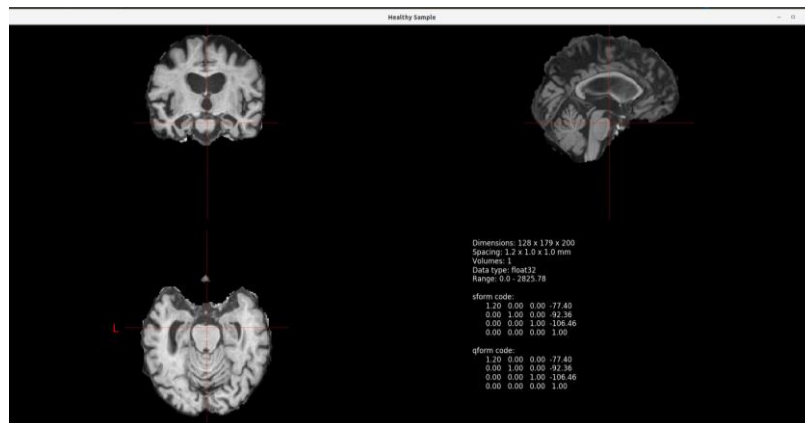 Healthy Sample
L
Dimensions: 128 x 179 x 200
Spacing: 1.2 x 1.0 x 1.0 mm
Volumes: 1
Data type: float32
Range: 0.0 - 2825.78
sform code:
1.20 0.00 0.00 -77.40
0.00 1.00 0.00 -92.36
0.00 0.00 1.00 -106.46
0.00 0.00 0.00 1.00
qform code:
1.20 0.00 0.00 -77.40
0.00 1.00 0.00 -92.36
0.00 0.00 1.00 -106.46
0.00 0.00 0.00 1.00